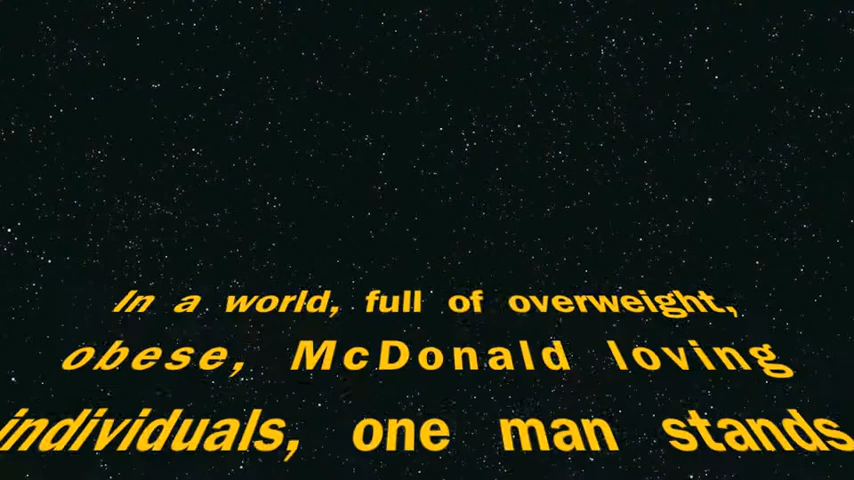 In a world, full of overweight,
obese, McDonald loving
individuals, one man stands